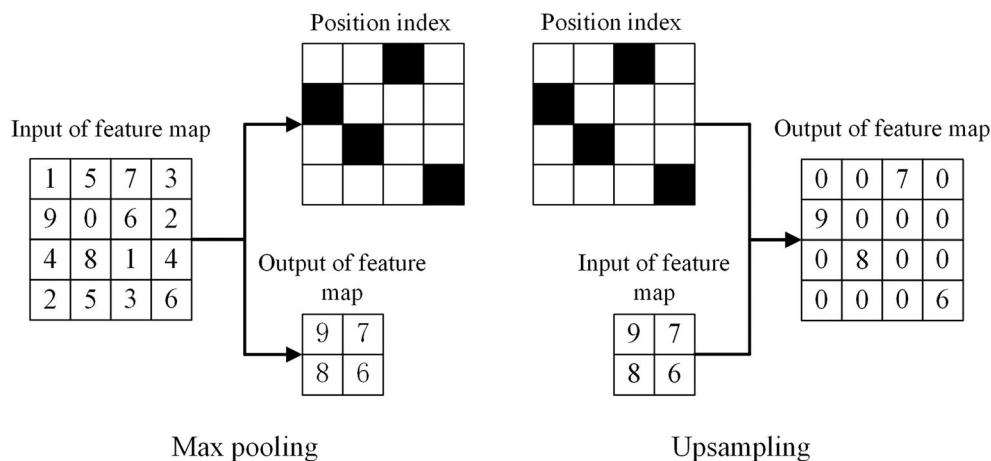 Position index
Input of feature map
1 5 7 3
9 0 6 2
4 8 1 4
2 5 3 6
Output of feature
map
9 7
8 6
Max pooling
Position index
Input of feature
map
9 7
8 6
Output of feature map
0 0 7 0
9 0 0 0
0 8 0 0
0 0 0 6
Upsampling